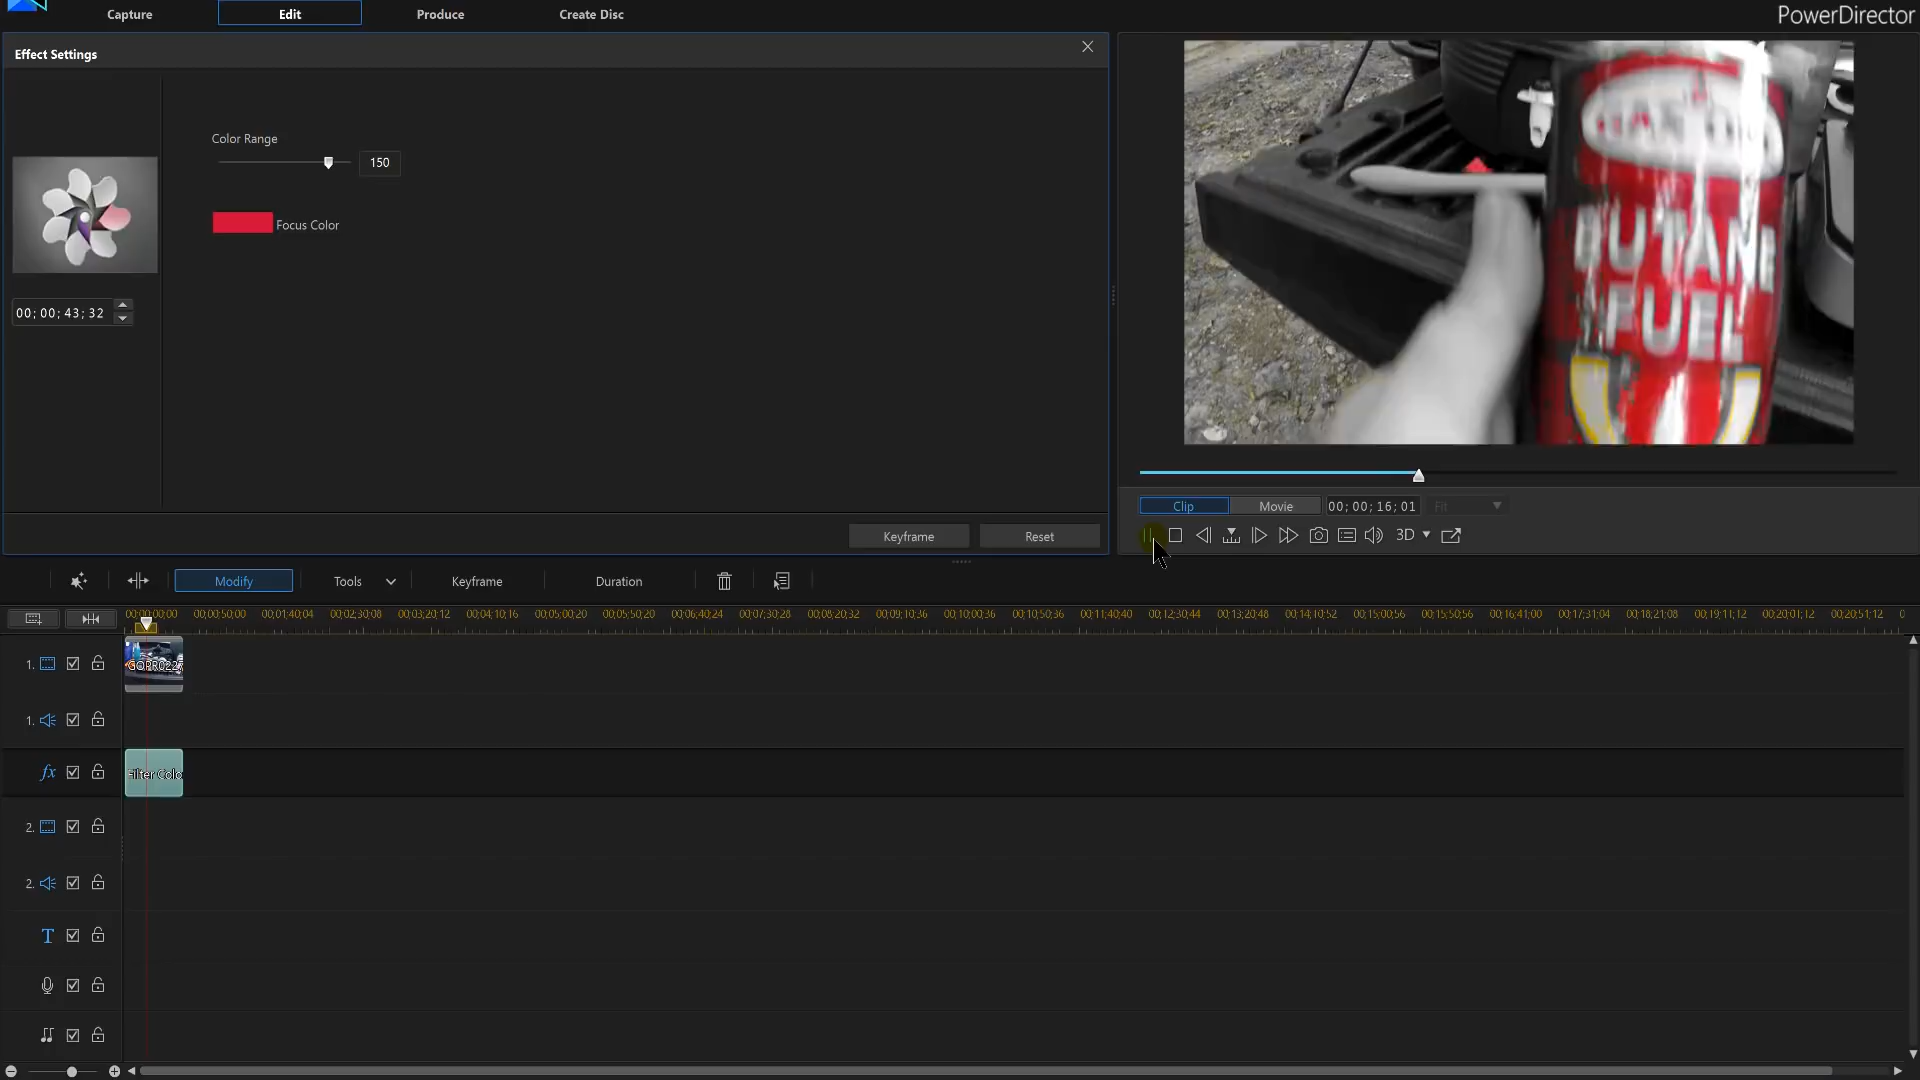 Capture Edit Produce Create Disc PowerDirector
Effect Settings
Color Range
150
Focus Color
00;00;43;32
Keyframe Reset
BUTANE
FUEL
Clip Movie 00;00;16;01 Fit
3D
Modify Tools Keyframe Duration
00;00;00;00 00;00;50;00 00;01;40;04 00;02;30;08 00;03;20;12 00;04;10;16 00;05;00;20 00;05;50;20 00;06;40;24 00;07;30;28 00;08;20;32 00;09;10;36 00;10;00;36 00;10;50;36 00;11;40;40 00;12;30;44 00;13;20;48 00;14;10;52 00;15;00;56 00;15;50;56 00;16;41;00 00;17;31;04 00;18;21;08 00;19;11;12 00;20;01;12 00;20;51;12 0
1. GOPR0227
1.
fx Filter Colo
2.
2.
T